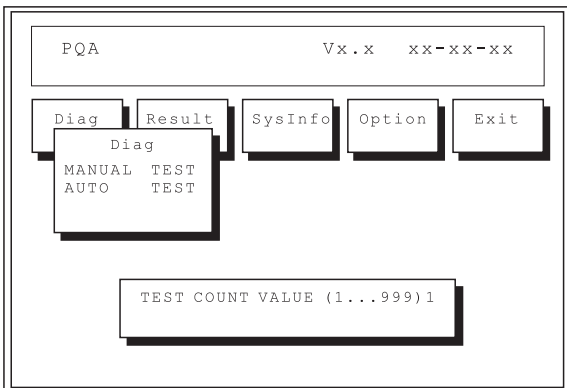 PQA Vx.x xx-xx-xx
Diag Result SysInfo Option Exit
Diag
MANUAL TEST
AUTO TEST
TEST COUNT VALUE (1...999)1